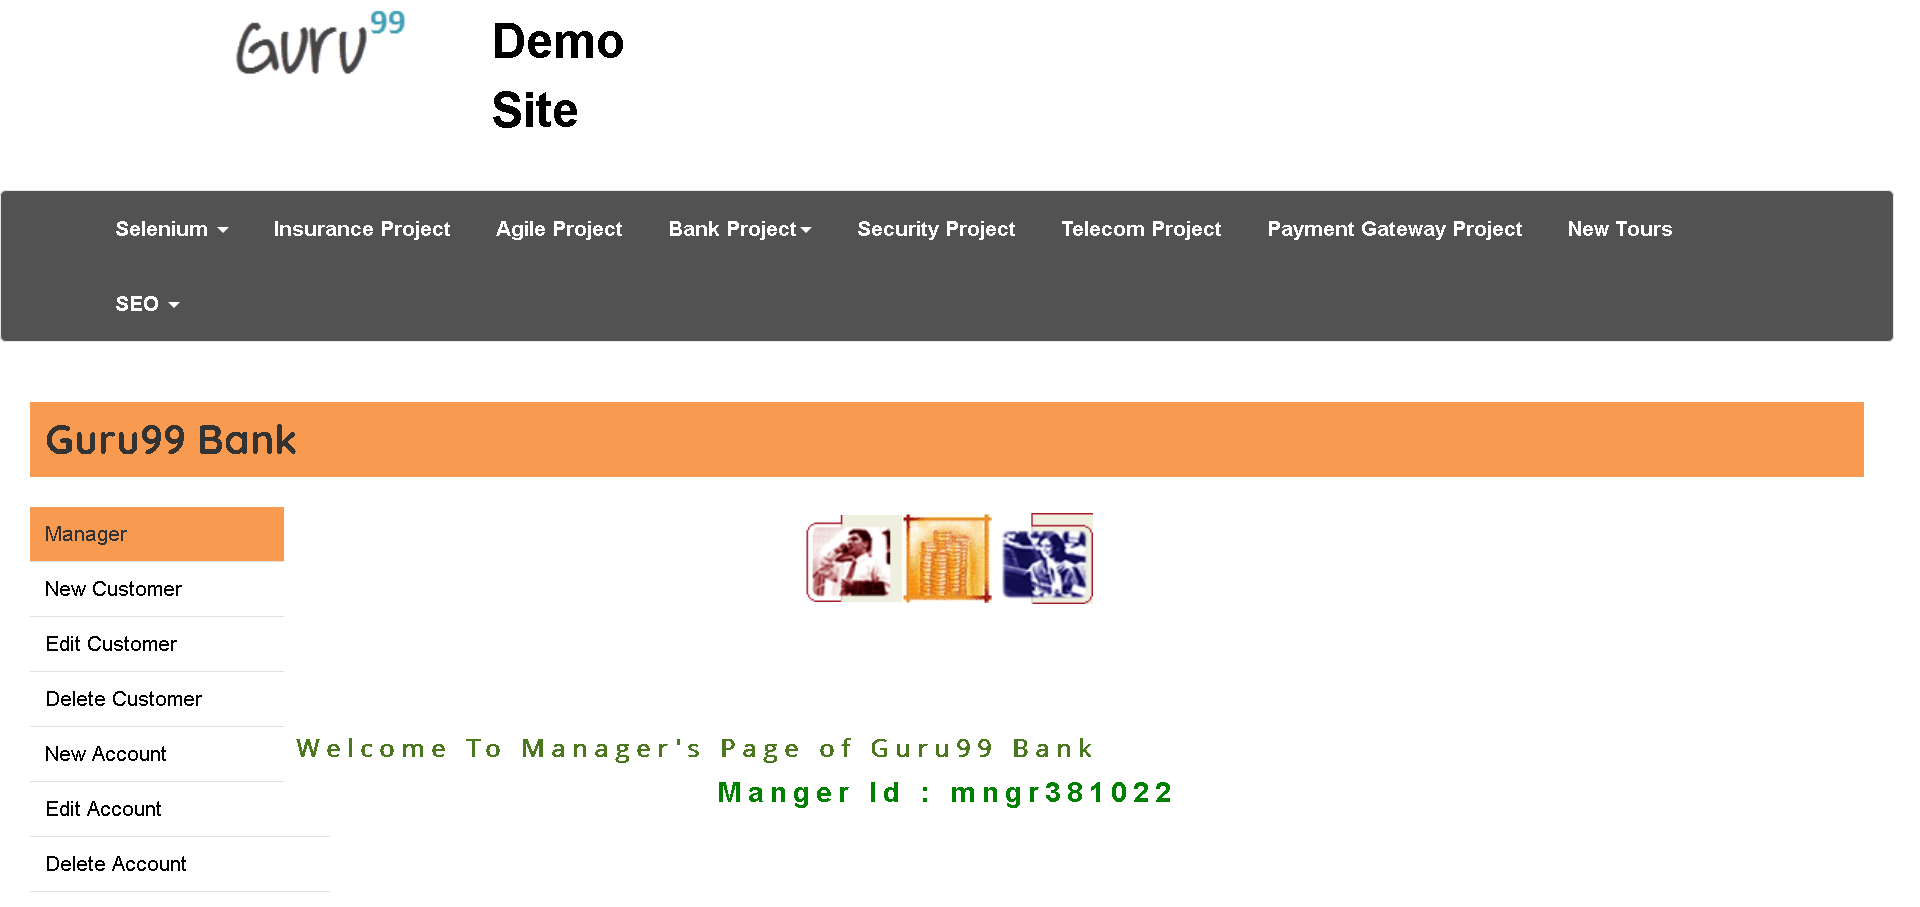 Guru99
Demo
Site
Selenium Insurance Project Agile Project Bank Project Security Project Telecom Project Payment Gateway Project New Tours
SEO
Guru99 Bank
Manager
New Customer
Edit Customer
Delete Customer
New Account
Edit Account
Delete Account
Welcome To Manager's Page of Guru99 Bank
Manger Id : mngr381022